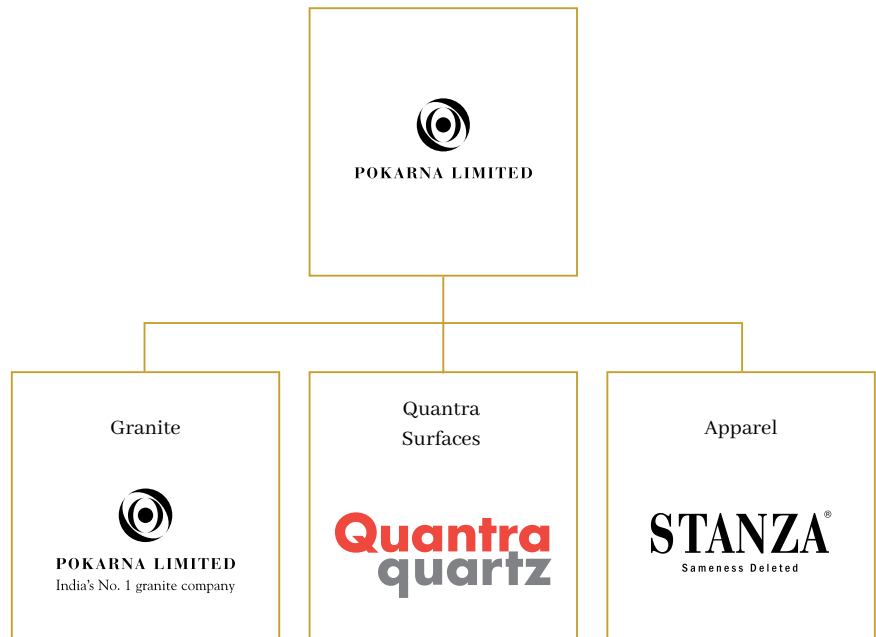 POKARNA LIMITED
Granite
POKARNA LIMITED
India's No. 1 granite company
Quantra
Surfaces
Quantra
quartz
Apparel
STANZA®
Sameness Deleted